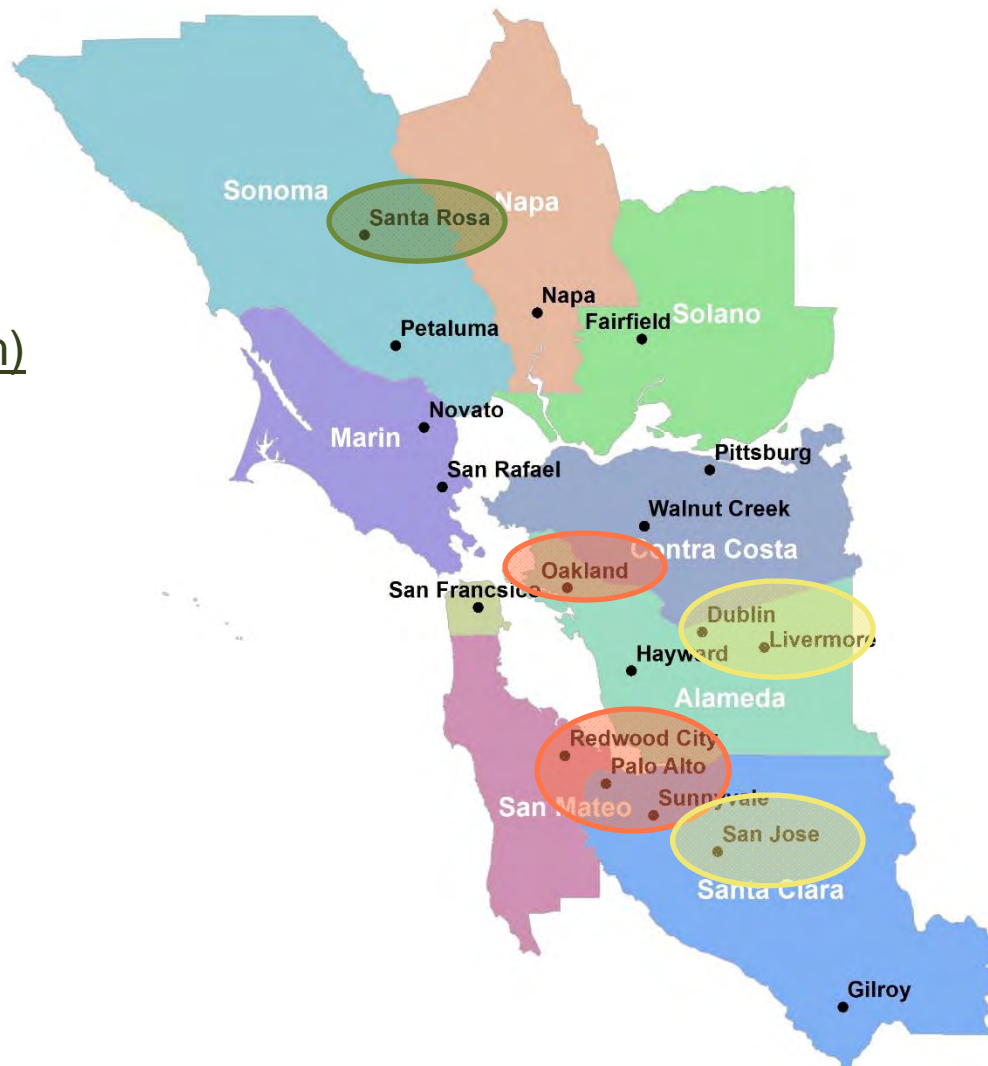 Sonoma
Napa
Santa Rosa
Napa
Solano
Fairfield
Petaluma
n)
Novato
Marin
San Rafael
Pittsburg
Walnut Creek
Contra Costa
Oakland
San Francsico
Dublin
Livermore
Hayward
Alameda
Redwood City
Palo Alto
San Mateo
Sunnyvale
San Jose
Santa Clara
Gilroy